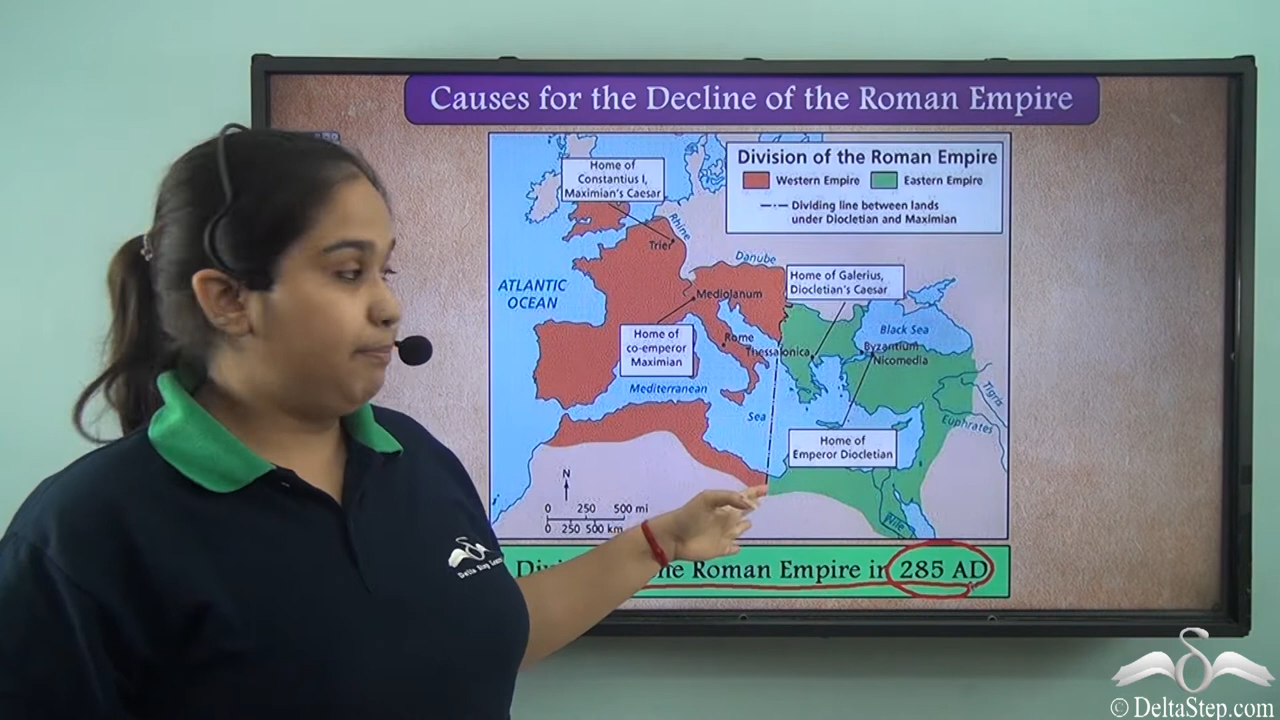 Causes for the Decline of the Roman Empire
Division of the Roman Empire
Western Empire
Eastern Empire
Dividing line between lands
under Diocletian and Maximian
Home of
Constantius I,
Maximian's Caesar
Rhine
Trier
Danube
ATLANTIC
OCEAN
Home of Galerius,
Diocletian's Caesar
Mediolanum
Black Sea
Home of
co-emperor
Maximian
Rome
Thessalonica
Byzantium
Nicomedia
Tigris
Mediterranean
Sea
Euphrates
Home of
Emperor Diocletian
N
0 250 500 mi
0 250 500 km
Nile
the Roman Empire in 285 AD
Delta Step
© DeltaStep.com